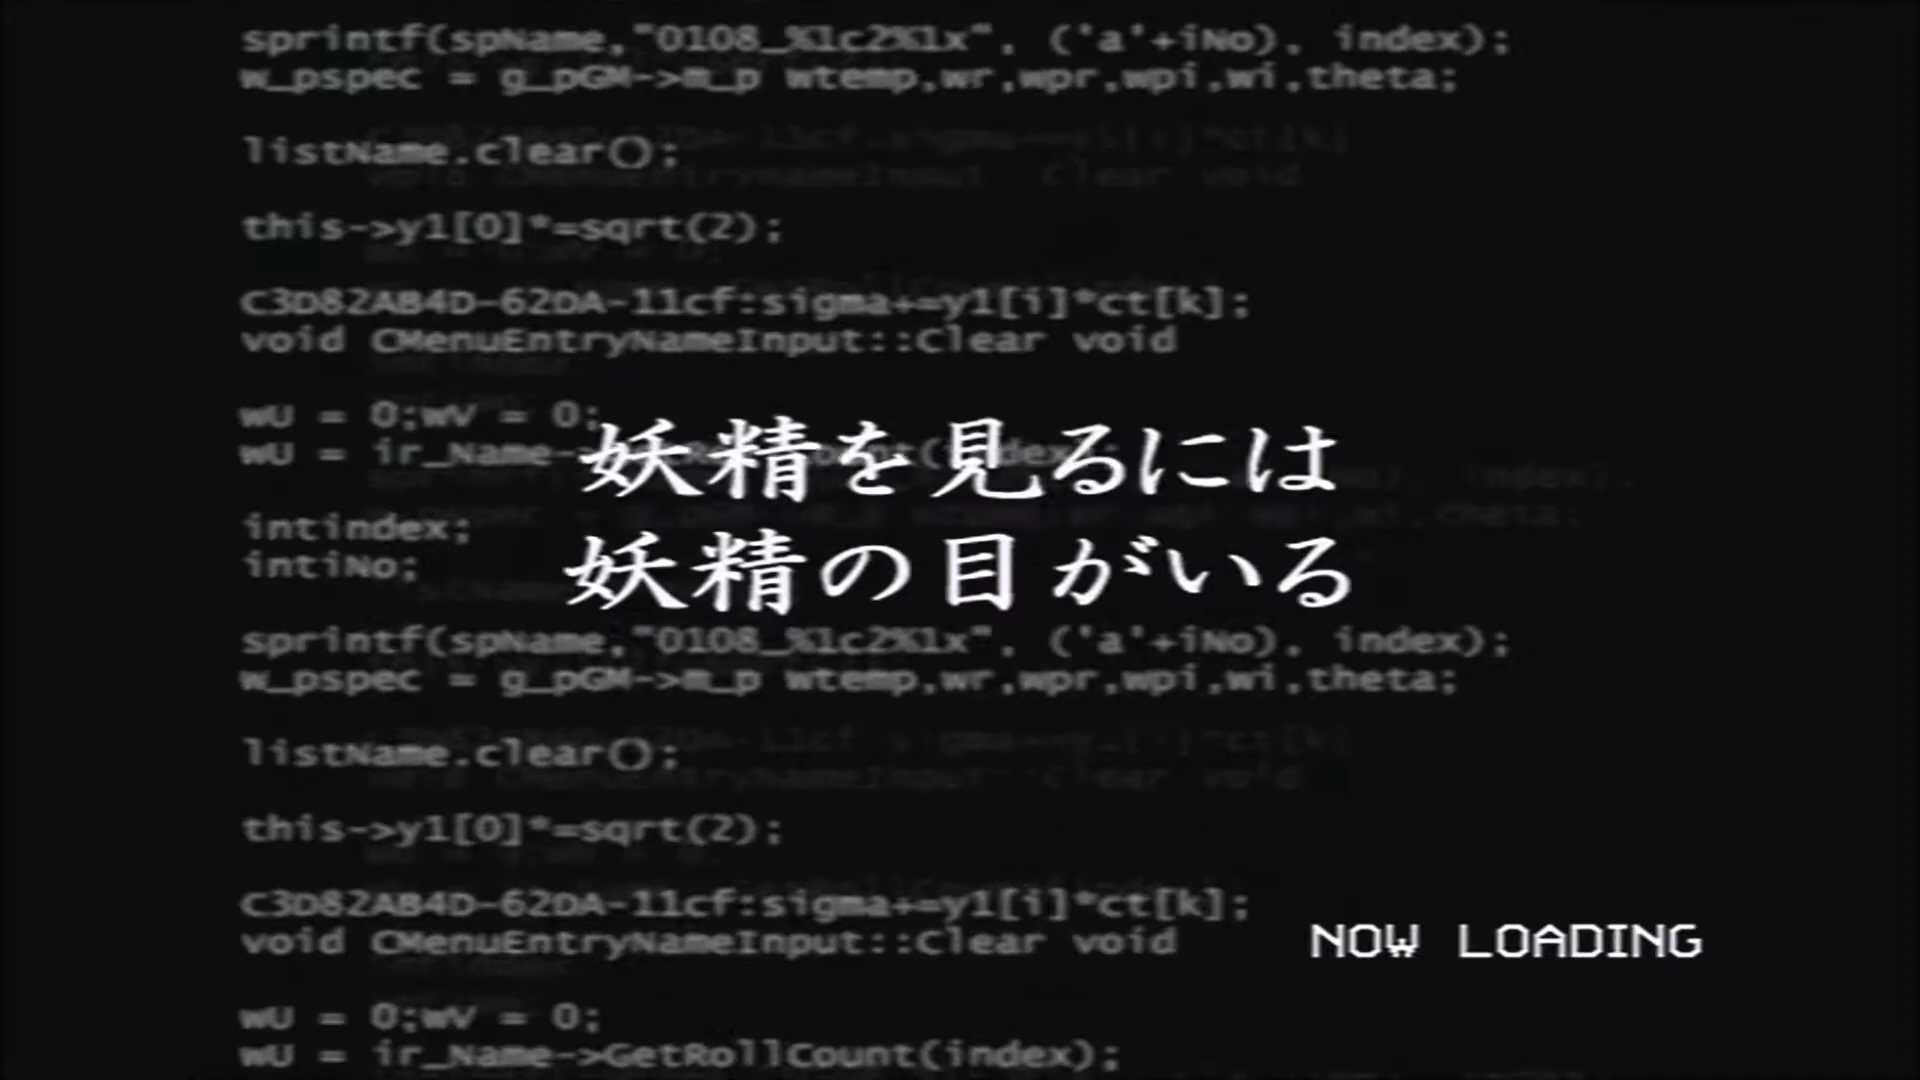 sprintf(spName,"0108_%1c2%1x", ('a'+iNo), index);
w_pspec = g_pGM->m_p wtemp,wr,wpr,wpi,wi,theta;
listName.clear();
this->y1[0]*=sqrt(2);
C3D82AB4D-62DA-11cf:sigma+=y1[i]*ct[k];
void CMenuEntryNameInput::Clear void
wU = 0;wV = 0;
wU = ir_Name-
妖精を見るには
intindex;
妖精の目がいる
intiNo;
sprintf(spName,"0108_%1c2%1x", ('a'+iNo), index);
w_pspec = g_pGM->m_p wtemp,wr,wpr,wpi,wi,theta;
listName.clear();
this->y1[0]*=sqrt(2);
C3D82AB4D-62DA-11cf:sigma+=y1[i]*ct[k];
void CMenuEntryNameInput::Clear void
NOW LOADING
wU = 0;wV = 0;
wU = ir_Name->GetRollCount(index);